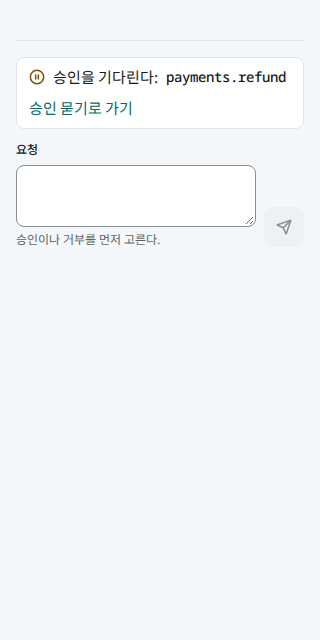 승인을 기다린다: payments.refund
승인 묻기로 가기
요청
승인이나 거부를 먼저 고른다.